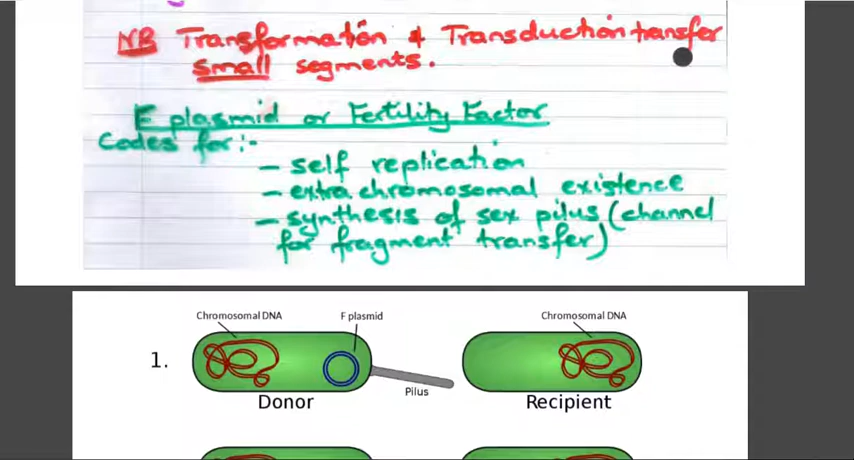 NB Transformation & Transduction transfer
small segments.
F plasmid or Fertility Factor
Codes for:-
- self replication
- extra chromosomal existence
- synthesis of sex pilus (channel
for fragment transfer)
Chromosomal DNA
F plasmid
Chromosomal DNA
1.
Pilus
Donor
Recipient